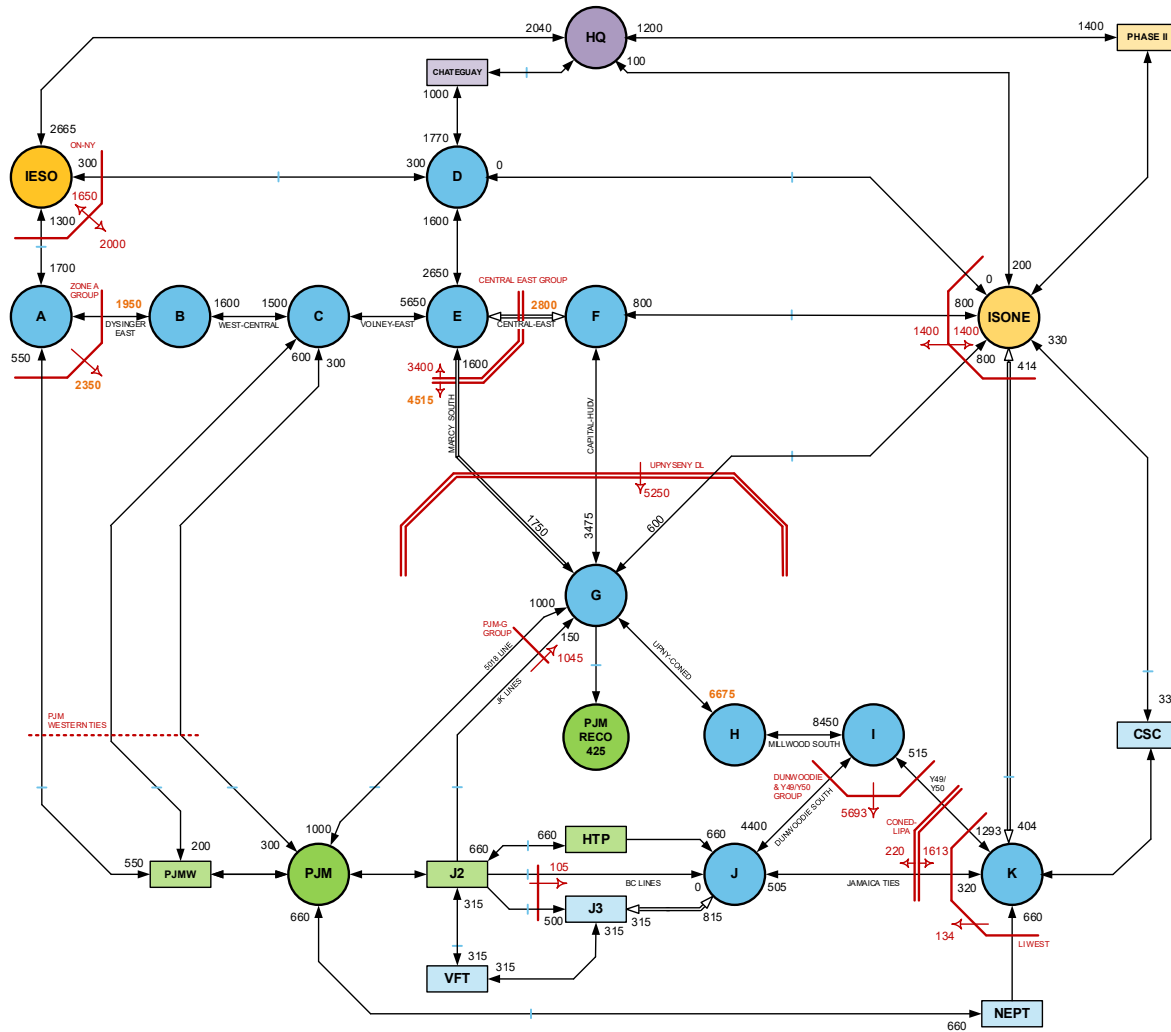 2040
HQ
1200
1400
PHASE II
100
CHATEGUAY
1000
2665
ON-NY
1770
IESO
300
300
D
0
1650
1300
2000
1600
1700
ZONE A
GROUP
2650
CENTRAL EAST GROUP
0
200
A
1950
B
1600
1500
C
5650
E
2800
F
800
800
ISONE
DYSINGER
EAST
WEST-CENTRAL
VOLNEY-EAST
CENTRAL-EAST
1400
1400
330
550
2350
600
300
3400
1600
800
414
4515
MARCY SOUTH
CAPITAL-HUDV
UPNYSENY DL
5250
1750
3475
600
G
1000
PJM-G
GROUP
150
1045
5018 LINE
JK LINES
UPNY-CONED
6675
PJM
WESTERN TIES
PJM
RECO
425
H
8450
I
MILLWOOD SOUTH
33
CSC
515
DUNWOODIE
& Y49/Y50
GROUP
DUNWOODIE SOUTH
5693
Y49/
Y50
CONED-
LIPA
1000
660
HTP
660
4400
1293
404
550
200
300
660
105
220
1613
PJMW
PJM
J2
BC LINES
J
K
0
505
JAMAICA TIES
320
660
315
500
J3
315
815
660
134
LI WEST
315
315
315
VFT
NEPT
660